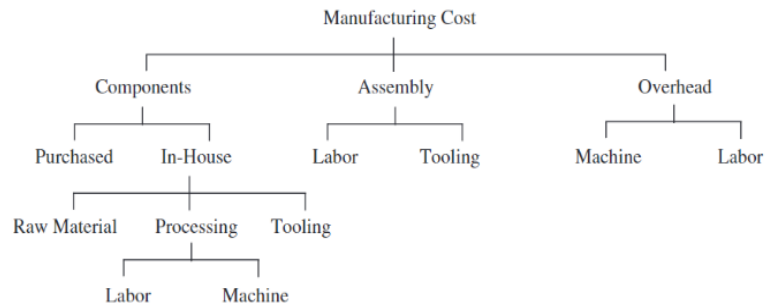 Manufacturing Cost
Components Assembly Overhead
Purchased In-House Labor Tooling Machine Labor
Raw Material Processing Tooling
Labor Machine